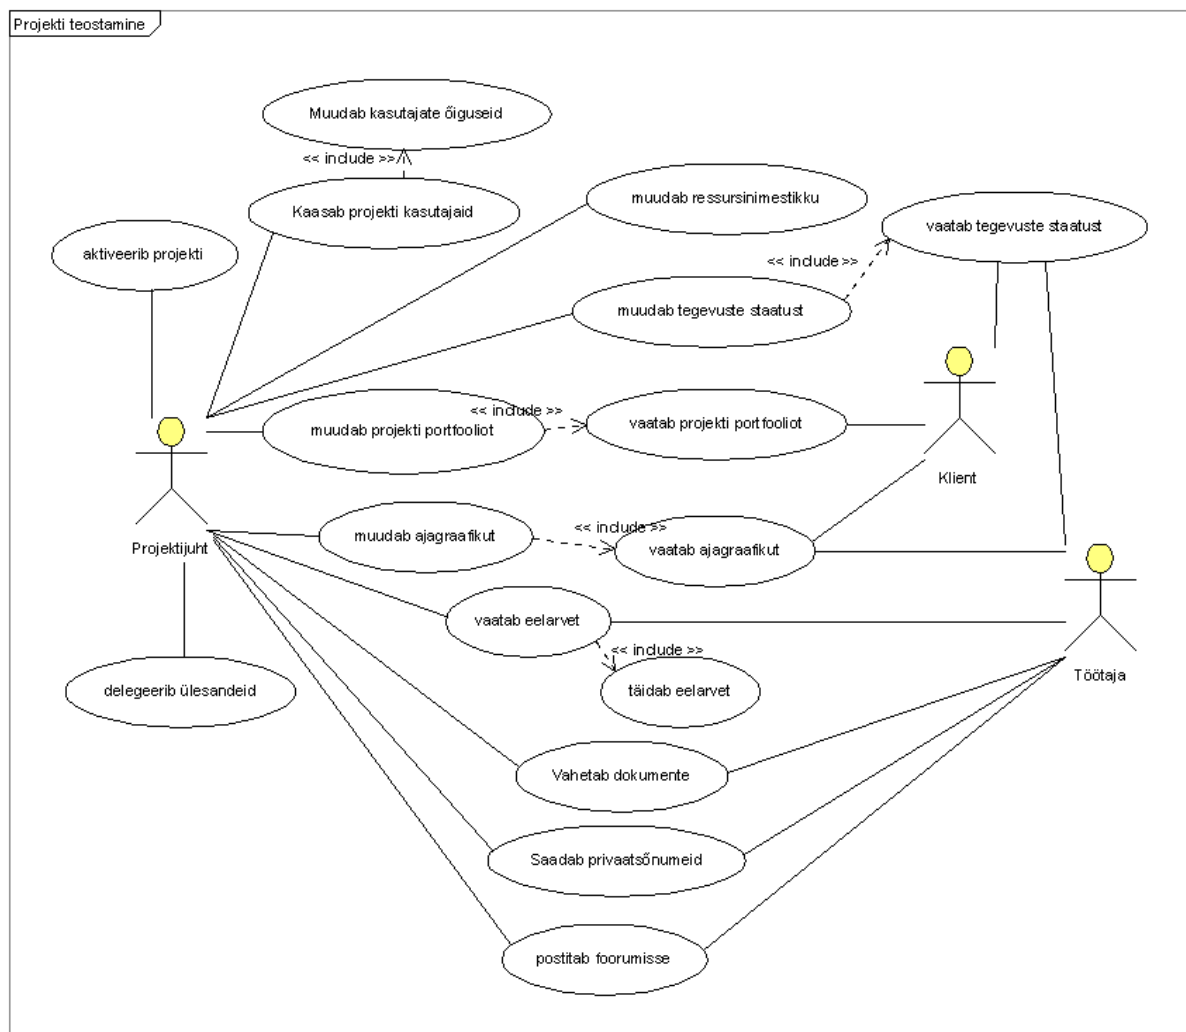 Projekti teostamine
Muudab kasutajate õiguseid
<< include >>
Kaasab projekti kasutajaid
muudab ressursinimestikku
vaatab tegevuste staatust
aktiveerib projekti
<< include >>
muudab tegevuste staatust
<< include >>
muudab projekti portfooliot
vaatab projekti portfooliot
Klient
<< include >>
muudab ajagraafikut
vaatab ajagraafikut
Projektijuht
vaatab eelarvet
<< include >>
täidab eelarvet
delegeerib ülesandeid
Töötaja
Vahetab dokumente
Saadab privaatsõnumeid
postitab foorumisse